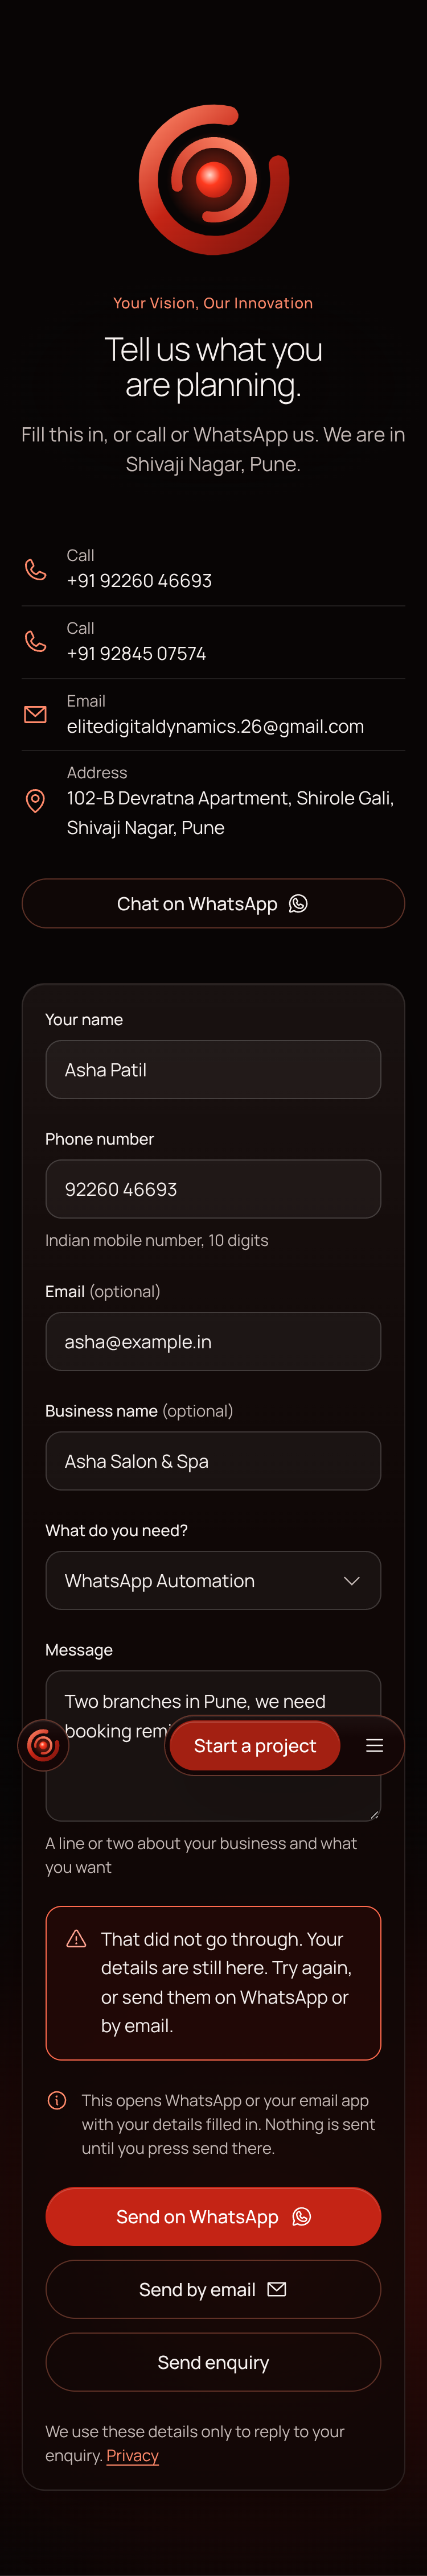 Your Vision, Our Innovation
Tell us what you
are planning.
Fill this in, or call or WhatsApp us. We are in
Shivaji Nagar, Pune.
Call
+91 92260 46693
Call
+91 92845 07574
Email
elitedigitaldynamics.26@gmail.com
Address
102-B Devratna Apartment, Shirole Gali,
Shivaji Nagar, Pune
Chat on WhatsApp
Your name
Asha Patil
Phone number
92260 46693
Indian mobile number, 10 digits
Email (optional)
asha@example.in
Business name (optional)
Asha Salon & Spa
What do you need?
WhatsApp Automation
Message
Two branches in Pune, we need
booking
Start a project
A line or two about your business and what
you want
That did not go through. Your
details are still here. Try again,
or send them on WhatsApp or
by email.
This opens WhatsApp or your email app
with your details filled in. Nothing is sent
until you press send there.
Send on WhatsApp
Send by email
Send enquiry
We use these details only to reply to your
enquiry. Privacy